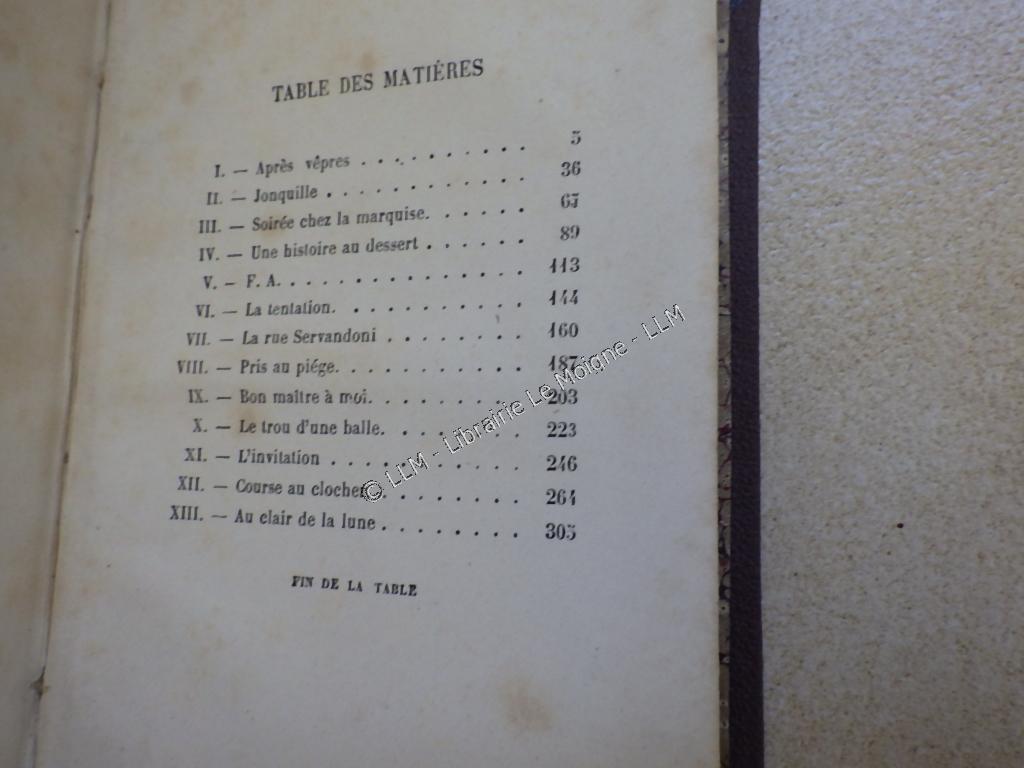 TABLE DES MATIÈRES
I. — Après vêpres . . . . . . . . . . 5
II. — Jonquille . . . . . . . . . . . 36
III. — Soirée chez la marquise. . . . . . 67
IV. — Une histoire au dessert . . . . . . 89
V. — F. A. . . . . . . . . . . . . . 113
VI. — La tentation. . . . . . . . . . 144
VII. — La rue Servandoni . . . . . . . . 160
VIII. — Pris au piége. . . . . . . . . . 187
IX. — Bon maître à moi. . . . . . . . . 203
X. — Le trou d'une balle. . . . . . . . 223
XI. — L'invitation . . . . . . . . . . 246
XII. — Course au clocher . . . . . . . . 264
XIII. — Au clair de la lune . . . . . . . 305
FIN DE LA TABLE
© LLM - Librairie Le Moigne - LLM